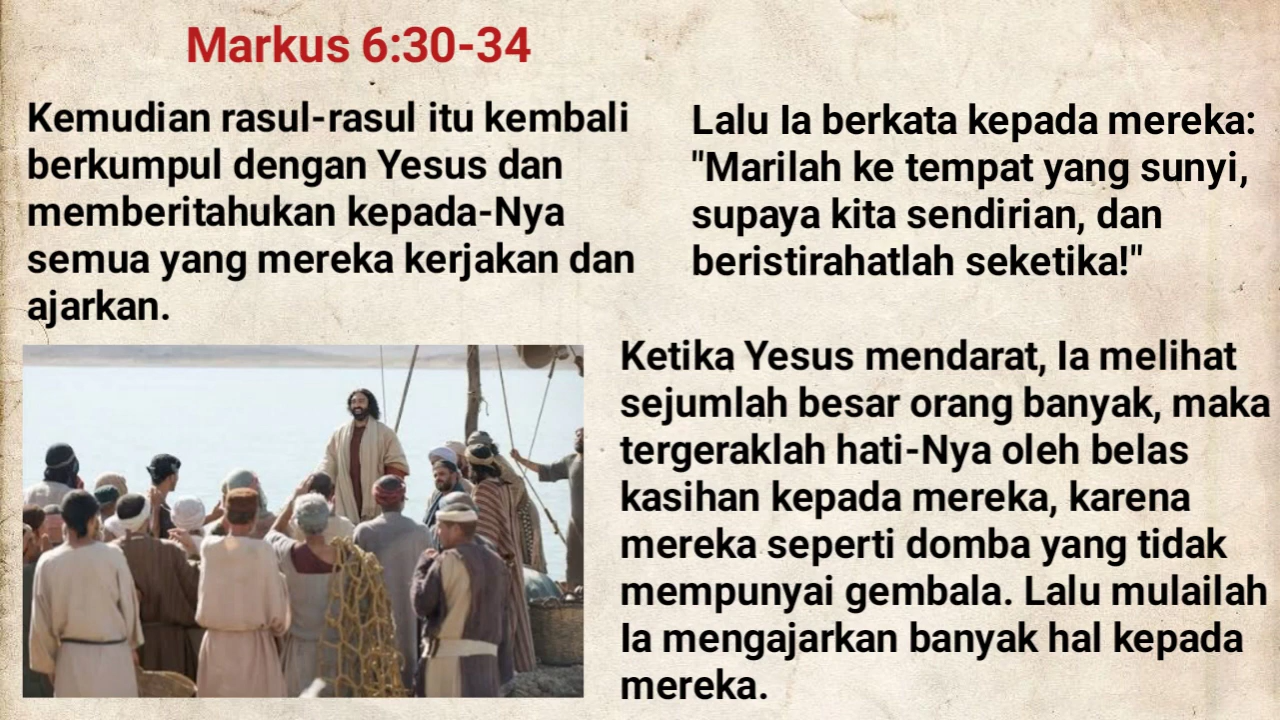 Markus 6:30-34
Kemudian rasul-rasul itu kembali
berkumpul dengan Yesus dan
memberitahukan kepada-Nya
semua yang mereka kerjakan dan
ajarkan.
Lalu Ia berkata kepada mereka:
"Marilah ke tempat yang sunyi,
supaya kita sendirian, dan
beristirahatlah seketika!"
Ketika Yesus mendarat, Ia melihat
sejumlah besar orang banyak, maka
tergeraklah hati-Nya oleh belas
kasihan kepada mereka, karena
mereka seperti domba yang tidak
mempunyai gembala. Lalu mulailah
Ia mengajarkan banyak hal kepada
mereka.